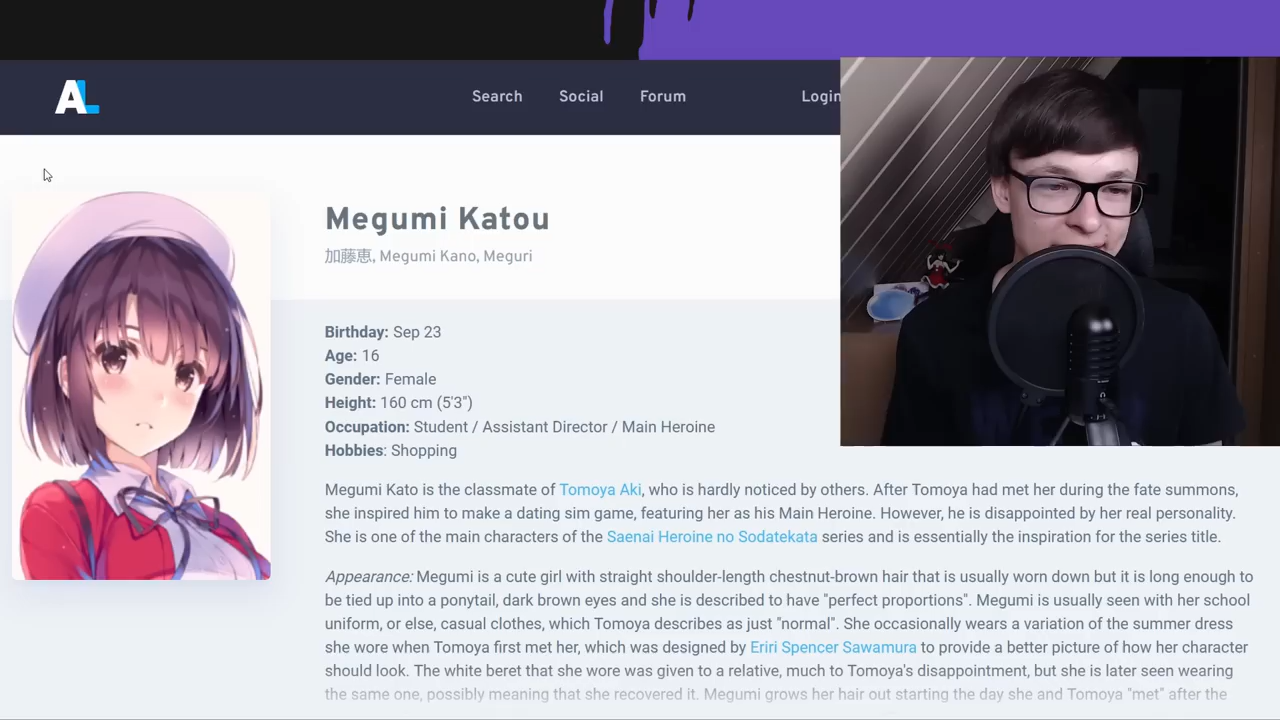 AL
Search Social Forum Login
Megumi Katou
加藤恵, Megumi Kano, Meguri
Birthday: Sep 23
Age: 16
Gender: Female
Height: 160 cm (5'3")
Occupation: Student / Assistant Director / Main Heroine
Hobbies: Shopping
Megumi Kato is the classmate of Tomoya Aki, who is hardly noticed by others. After Tomoya had met her during the fate summons,
she inspired him to make a dating sim game, featuring her as his Main Heroine. However, he is disappointed by her real personality.
She is one of the main characters of the Saenai Heroine no Sodatekata series and is essentially the inspiration for the series title.
Appearance: Megumi is a cute girl with straight shoulder-length chestnut-brown hair that is usually worn down but it is long enough to
be tied up into a ponytail, dark brown eyes and she is described to have "perfect proportions". Megumi is usually seen with her school
uniform, or else, casual clothes, which Tomoya describes as just "normal". She occasionally wears a variation of the summer dress
she wore when Tomoya first met her, which was designed by Eriri Spencer Sawamura to provide a better picture of how her character
should look. The white beret that she wore was given to a relative, much to Tomoya's disappointment, but she is later seen wearing
the same one, possibly meaning that she recovered it. Megumi grows her hair out starting the day she and Tomoya "met" after the